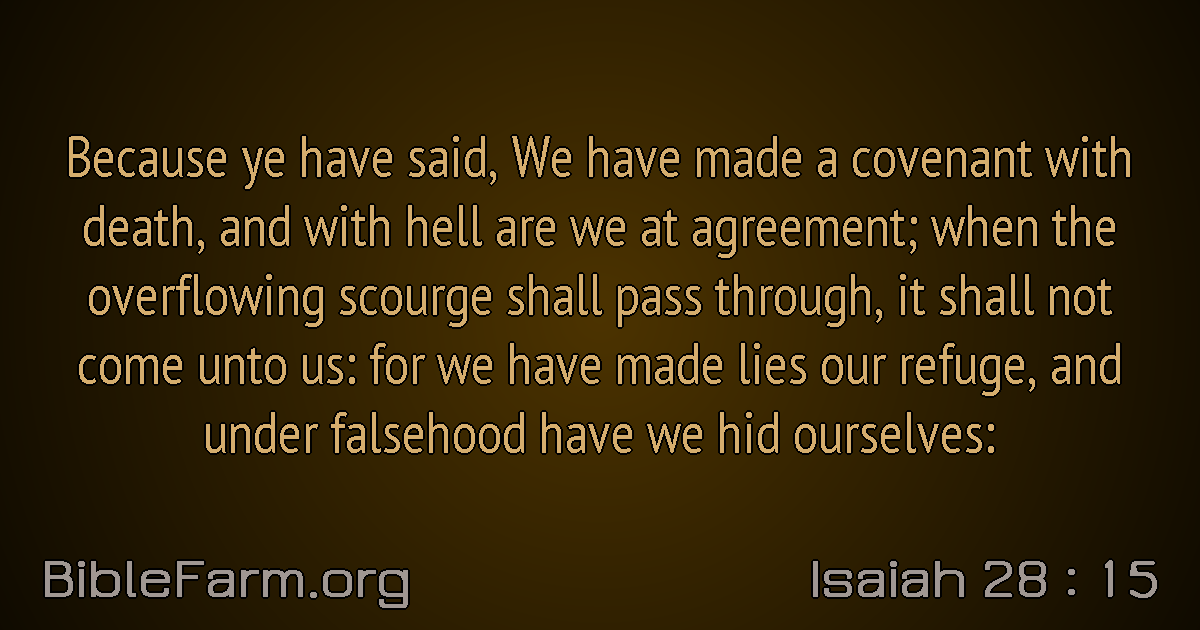 Because ye have said, We have made a covenant with
death, and with hell are we at agreement; when the
overflowing scourge shall pass through, it shall not
come unto us: for we have made lies our refuge, and
under falsehood have we hid ourselves:
BibleFarm.org
Isaiah 28 : 15